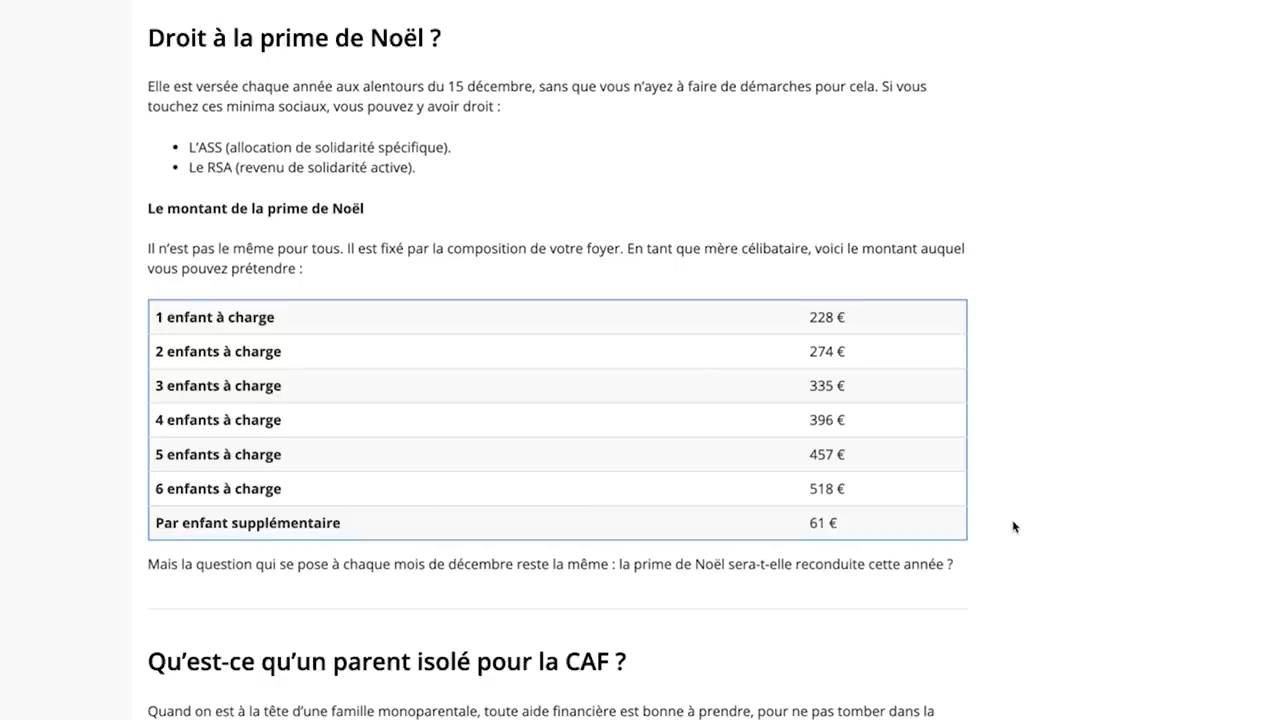 Droit à la prime de Noël ?
Elle est versée chaque année aux alentours du 15 décembre, sans que vous n’ayez à faire de démarches pour cela. Si vous
touchez ces minima sociaux, vous pouvez y avoir droit :
• L’ASS (allocation de solidarité spécifique).
• Le RSA (revenu de solidarité active).
Le montant de la prime de Noël
Il n’est pas le même pour tous. Il est fixé par la composition de votre foyer. En tant que mère célibataire, voici le montant auquel
vous pouvez prétendre :
1 enfant à charge 228 €
2 enfants à charge 274 €
3 enfants à charge 335 €
4 enfants à charge 396 €
5 enfants à charge 457 €
6 enfants à charge 518 €
Par enfant supplémentaire 61 €
Mais la question qui se pose à chaque mois de décembre reste la même : la prime de Noël sera-t-elle reconduite cette année ?
Qu’est-ce qu’un parent isolé pour la CAF ?
Quand on est à la tête d’une famille monoparentale, toute aide financière est bonne à prendre, pour ne pas tomber dans la